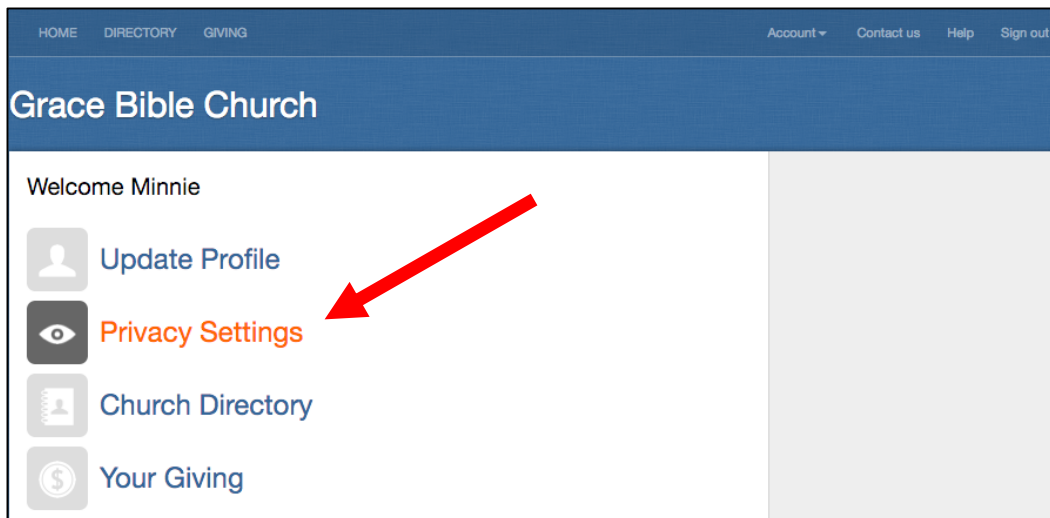 HOME DIRECTORY GIVING Account Contact us Help Sign out
Grace Bible Church
Welcome Minnie
Update Profile
Privacy Settings
Church Directory
$ Your Giving